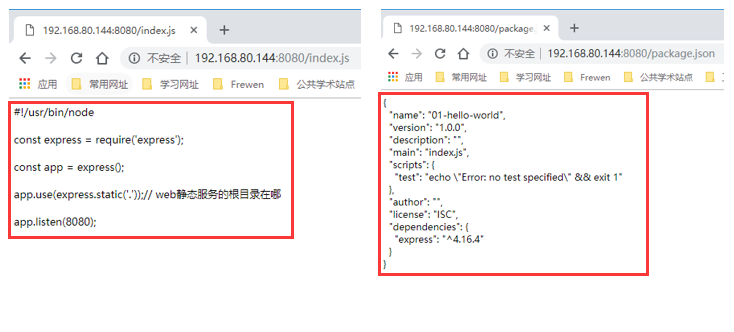 192.168.80.144:8080/index.js
不安全 | 192.168.80.144:8080/index.js
应用 常用网址 学习网址 Frewen 公共学术站点
#!/usr/bin/node
const express = require('express');
const app = express();
app.use(express.static('.'));// web静态服务的根目录在哪
app.listen(8080);
192.168.80.144:8080/package.
不安全 | 192.168.80.144:8080/package.json
应用 常用网址 学习网址 Frewen 公共学术站点
{
"name": "01-hello-world",
"version": "1.0.0",
"description": "",
"main": "index.js",
"scripts": {
"test": "echo \"Error: no test specified\" && exit 1"
},
"author": "",
"license": "ISC",
"dependencies": {
"express": "^4.16.4"
}
}